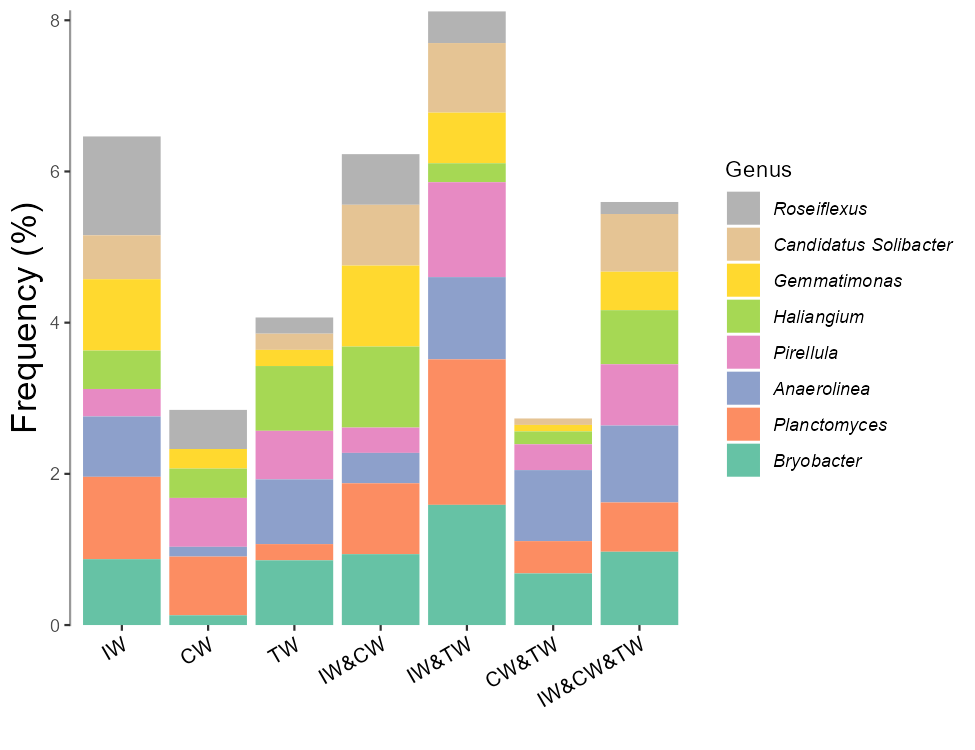 Frequency (%)
8
6
4
2
0
IW
CW
TW
IW&CW
IW&TW
CW&TW
IW&CW&TW
Genus
Roseiflexus
Candidatus Solibacter
Gemmatimonas
Haliangium
Pirellula
Anaerolinea
Planctomyces
Bryobacter